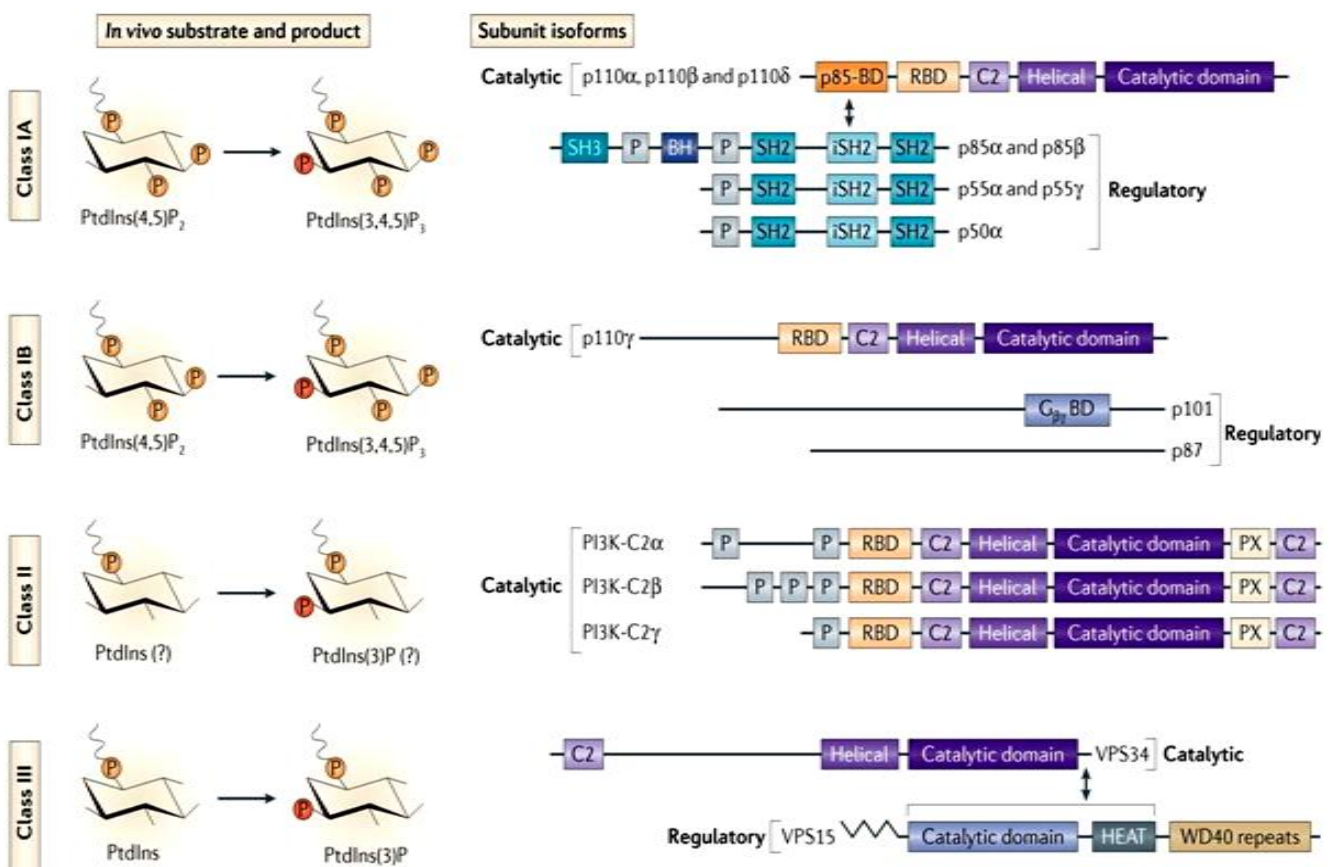 In vivo substrate and product
Subunit isoforms
Class IA
P
P
P
PtdIns(4,5)P2
P
P
P
P
PtdIns(3,4,5)P3
Catalytic
p110α, p110β and p110δ
p85-BD
RBD
C2
Helical
Catalytic domain
SH3
P
BH
P
SH2
iSH2
SH2
p85α and p85β
P
SH2
iSH2
SH2
p55α and p55γ
Regulatory
P
SH2
iSH2
SH2
p50α
Class IB
P
P
P
PtdIns(4,5)P2
P
P
P
P
PtdIns(3,4,5)P3
Catalytic
p110γ
RBD
C2
Helical
Catalytic domain
Gβγ BD
p101
Regulatory
p87
Class II
P
PtdIns (?)
P
P
PtdIns(3)P (?)
Catalytic
PI3K-C2α
P
P
RBD
C2
Helical
Catalytic domain
PX
C2
PI3K-C2β
P
P
P
RBD
C2
Helical
Catalytic domain
PX
C2
PI3K-C2γ
P
RBD
C2
Helical
Catalytic domain
PX
C2
Class III
P
PtdIns
P
P
PtdIns(3)P
C2
Helical
Catalytic domain
VPS34
Catalytic
Regulatory
VPS15
Catalytic domain
HEAT
WD40 repeats